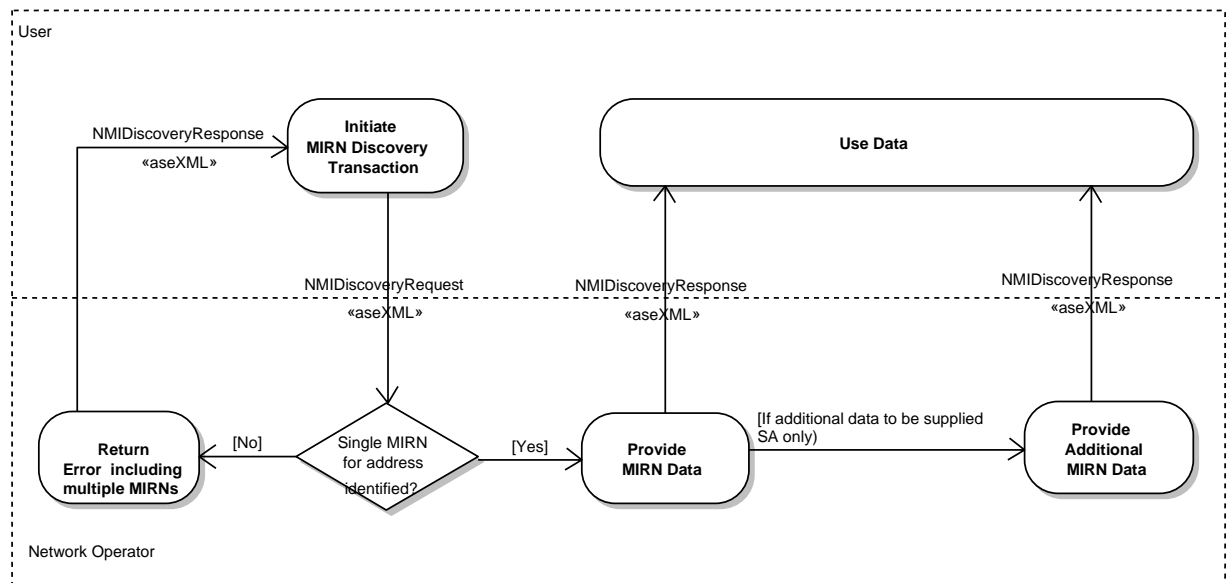 User
NMIDiscoveryResponse
«aseXML»
Initiate
MIRN Discovery
Transaction
Use Data
NMIDiscoveryRequest
«aseXML»
NMIDiscoveryResponse
«aseXML»
NMIDiscoveryResponse
«aseXML»
Return
Error including
multiple MIRNs
[No]
Single MIRN
for address
identified?
[Yes]
Provide
MIRN Data
[If additional data to be supplied
SA only)
Provide
Additional
MIRN Data
Network Operator